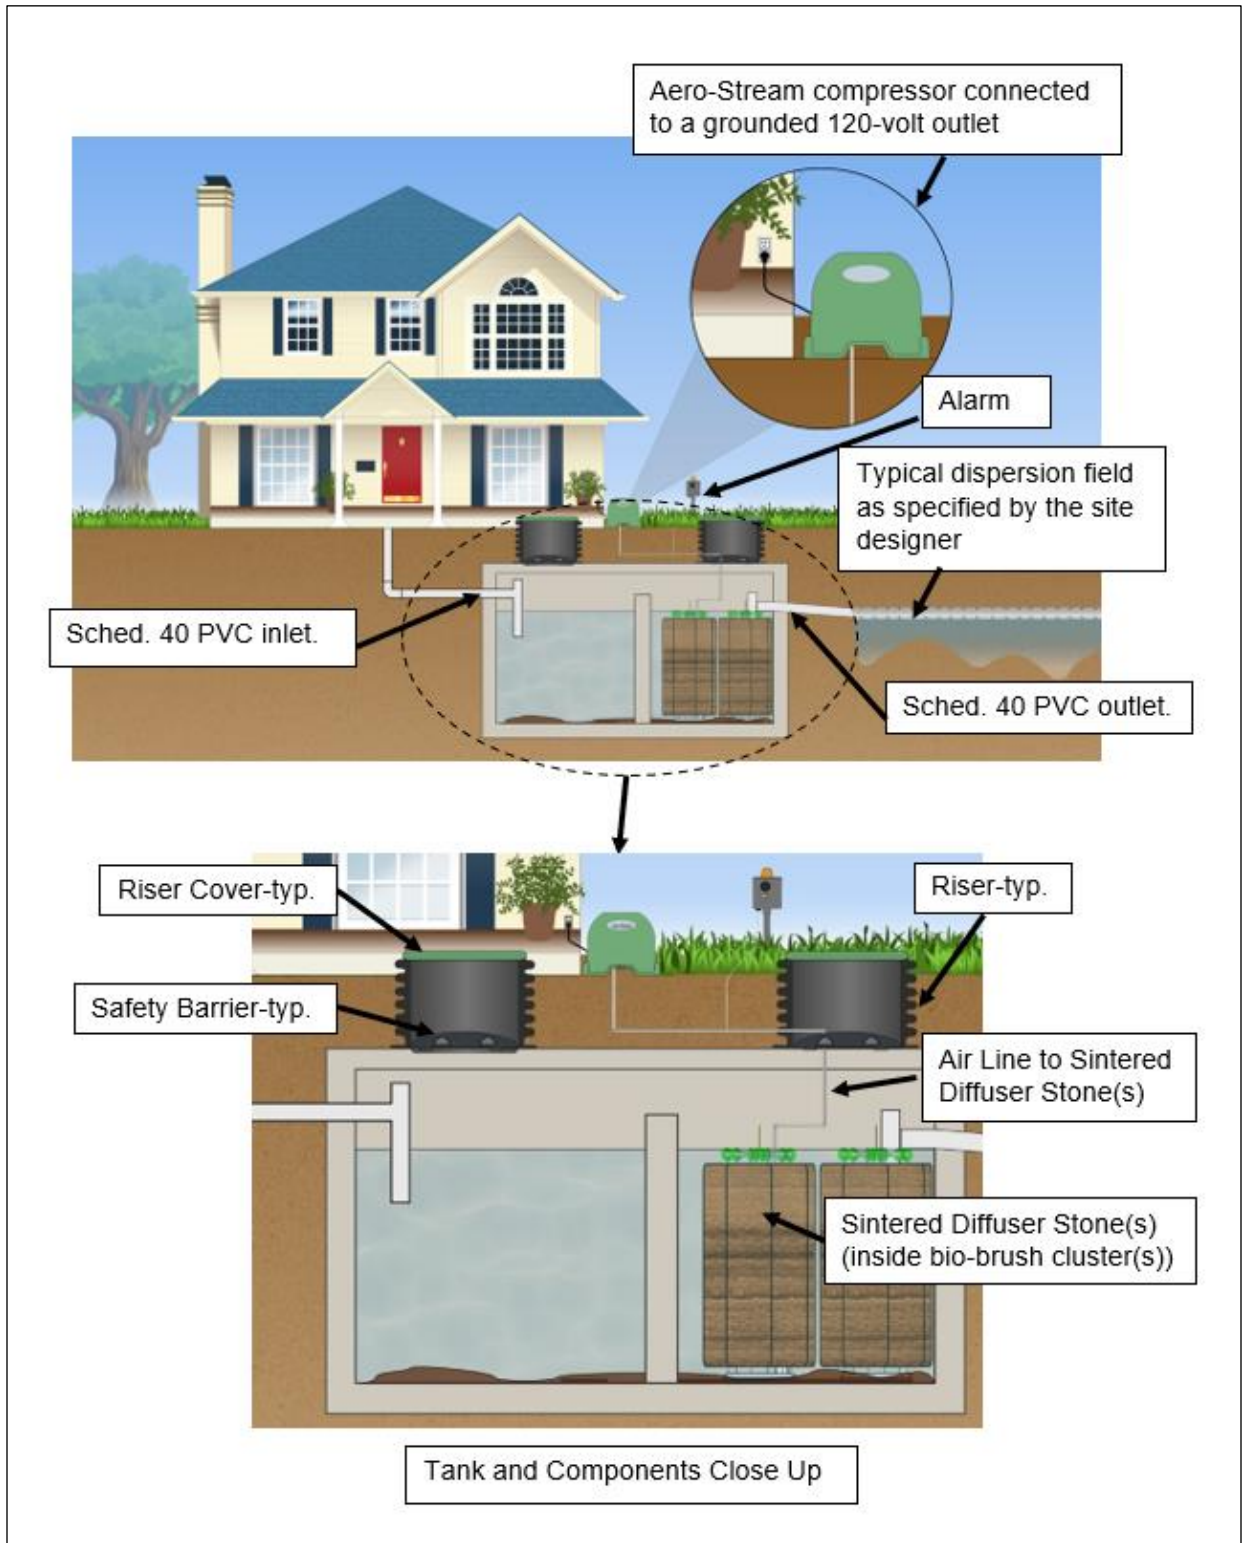 Aero-Stream compressor connected
to a grounded 120-volt outlet
Alarm
Typical dispersion field
as specified by the site
designer
Sched. 40 PVC inlet.
Sched. 40 PVC outlet.
Riser Cover-typ.
Riser-typ.
Safety Barrier-typ.
Air Line to Sintered
Diffuser Stone(s)
Sintered Diffuser Stone(s)
(inside bio-brush cluster(s))
Tank and Components Close Up